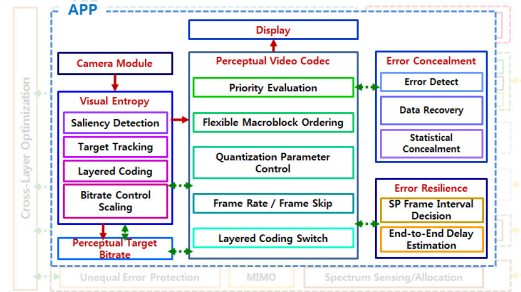 APP
Display
Camera Module
Perceptual Video Codec
Error Concealment
Visual Entropy
Priority Evaluation
Error Detect
Saliency Detection
Flexible Macroblock Ordering
Data Recovery
Target Tracking
Statistical
Concealment
Layered Coding
Quantization Parameter
Control
Bitrate Control
Scaling
Error Resilience
Frame Rate / Frame Skip
SP Frame Interval
Decision
Perceptual Target
Bitrate
Layered Coding Switch
End-to-End Delay
Estimation
Cross-Layer Optimization
Unequal Error Protection
MIMO
Spectrum Sensing/Allocation